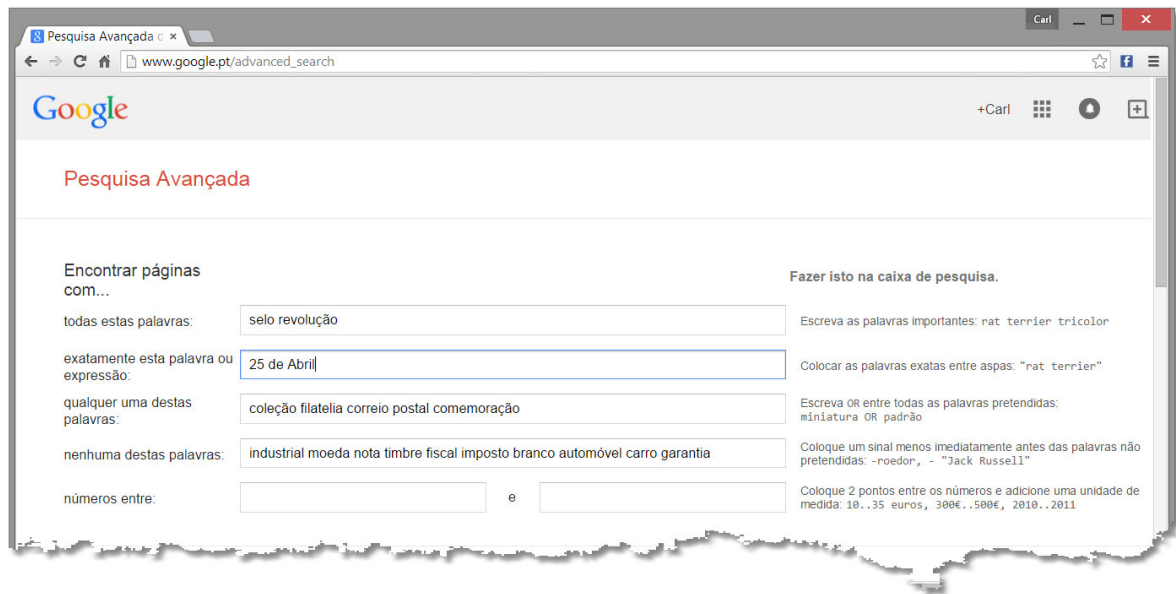 Carl
Pesquisa Avançada
www.google.pt/advanced_search
Google
+Carl
Pesquisa Avançada
Encontrar páginas
com...
Fazer isto na caixa de pesquisa.
todas estas palavras:
selo revolução
Escreva as palavras importantes: rat terrier tricolor
exatamente esta palavra ou
expressão:
25 de Abril
Colocar as palavras exatas entre aspas: "rat terrier"
qualquer uma destas
palavras:
coleção filatelia correio postal comemoração
Escreva OR entre todas as palavras pretendidas:
miniatura OR padrão
nenhuma destas palavras:
industrial moeda nota timbre fiscal imposto branco automóvel carro garantia
Coloque um sinal menos imediatamente antes das palavras não
pretendidas: -roedor, - "Jack Russell"
números entre:
e
Coloque 2 pontos entre os números e adicione uma unidade de
medida: 10..35 euros, 300€..500€, 2010..2011